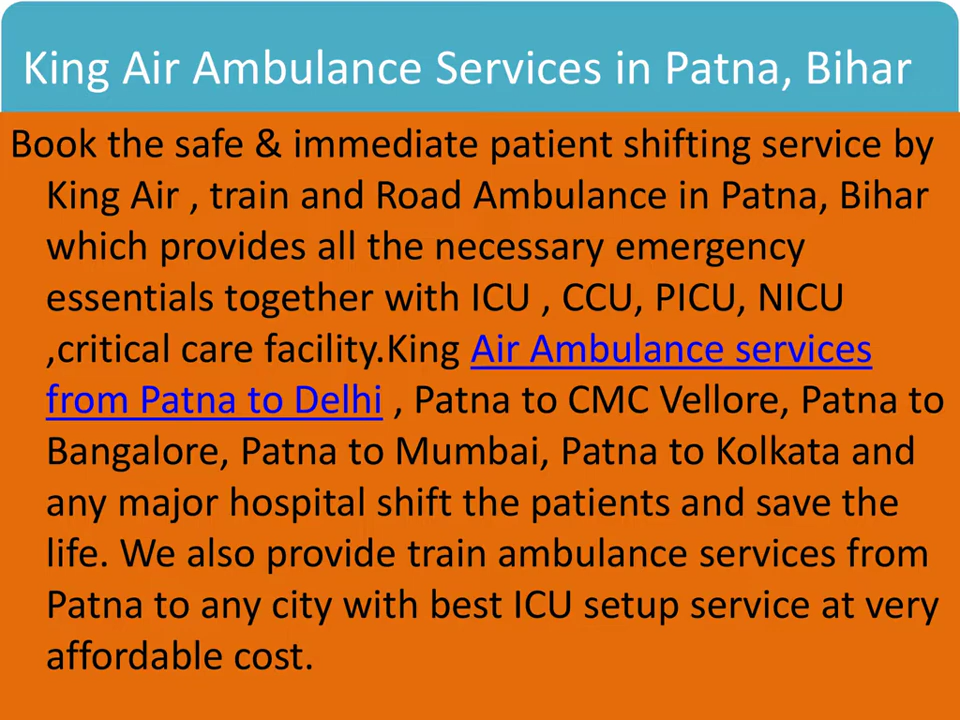 King Air Ambulance Services in Patna, Bihar
Book the safe & immediate patient shifting service by
King Air , train and Road Ambulance in Patna, Bihar
which provides all the necessary emergency
essentials together with ICU , CCU, PICU, NICU
,critical care facility.King Air Ambulance services
from Patna to Delhi , Patna to CMC Vellore, Patna to
Bangalore, Patna to Mumbai, Patna to Kolkata and
any major hospital shift the patients and save the
life. We also provide train ambulance services from
Patna to any city with best ICU setup service at very
affordable cost.